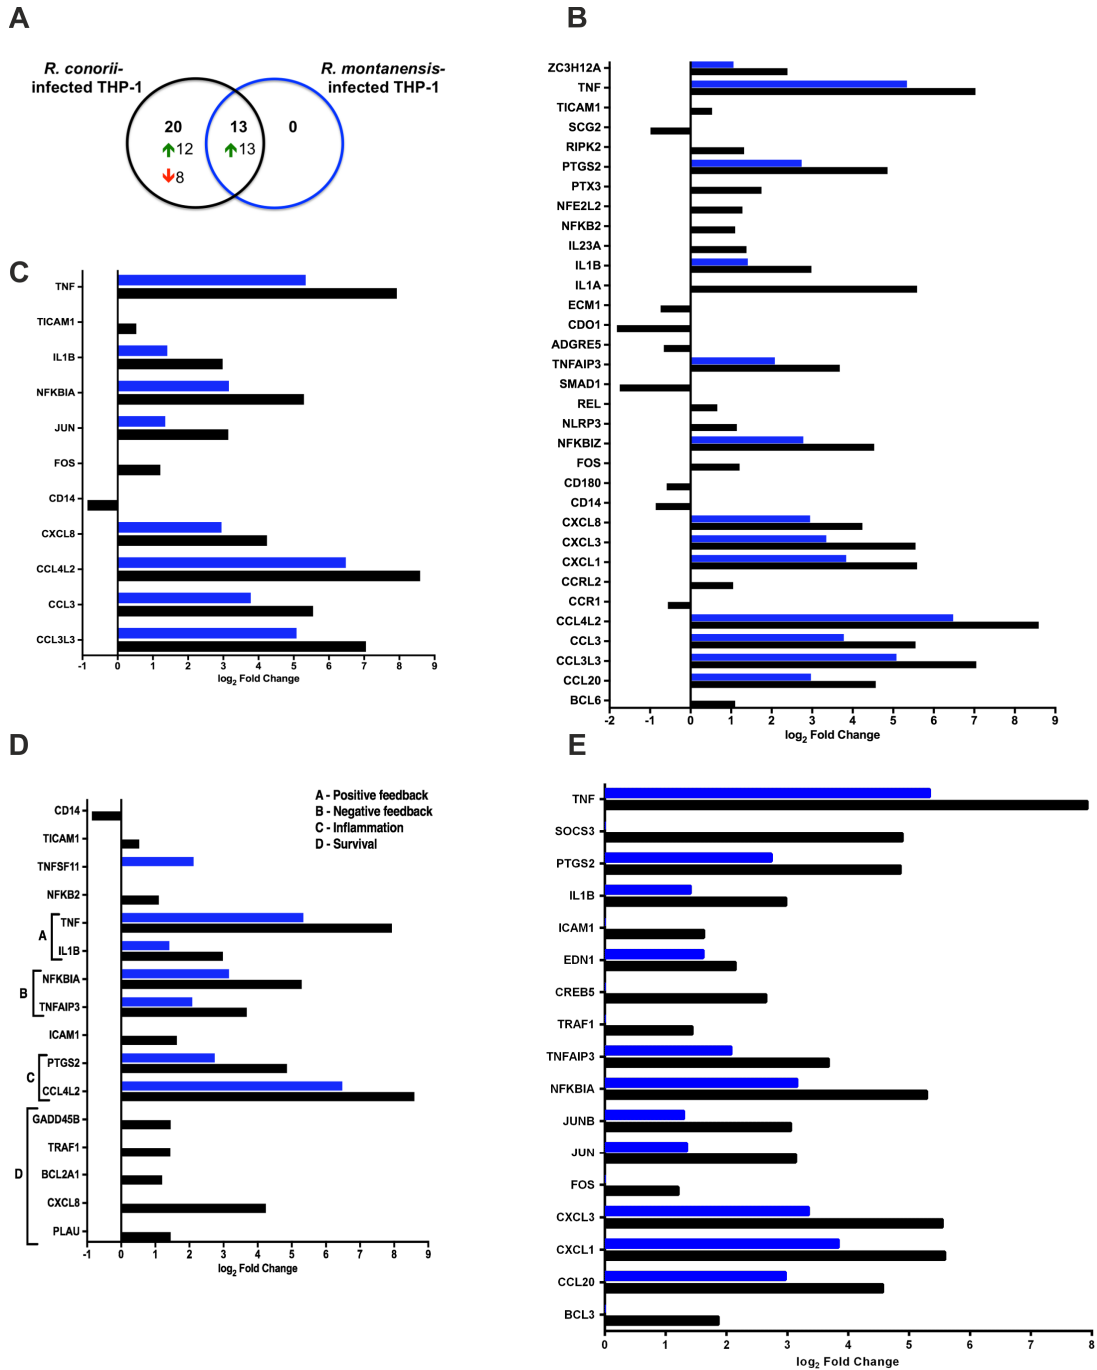 A
R. conorii-
infected THP-1
R. montanensis-
infected THP-1
20
13
0
12
13
8
B
ZC3H12A
TNF
TICAM1
SCG2
RIPK2
PTGS2
PTX3
NFE2L2
NFKB2
IL23A
IL1B
IL1A
ECM1
CDO1
ADGRE5
TNFAIP3
SMAD1
REL
NLRP3
NFKBIZ
FOS
CD180
CD14
CXCL8
CXCL3
CXCL1
CCRL2
CCR1
CCL4L2
CCL3
CCL3L3
CCL20
BCL6
-2 -1 0 1 2 3 4 5 6 7 8 9
log2 Fold Change
C
TNF
TICAM1
IL1B
NFKBIA
JUN
FOS
CD14
CXCL8
CCL4L2
CCL3
CCL3L3
-1 0 1 2 3 4 5 6 7 8 9
log2 Fold Change
D
A - Positive feedback
B - Negative feedback
C - Inflammation
D - Survival
CD14
TICAM1
TNFSF11
NFKB2
TNF
A
IL1B
NFKBIA
B
TNFAIP3
ICAM1
PTGS2
C
CCL4L2
GADD45B
TRAF1
BCL2A1
D
CXCL8
PLAU
-1 0 1 2 3 4 5 6 7 8 9
log2 Fold Change
E
TNF
SOCS3
PTGS2
IL1B
ICAM1
EDN1
CREB5
TRAF1
TNFAIP3
NFKBIA
JUNB
JUN
FOS
CXCL3
CXCL1
CCL20
BCL3
0 1 2 3 4 5 6 7 8
log2 Fold Change